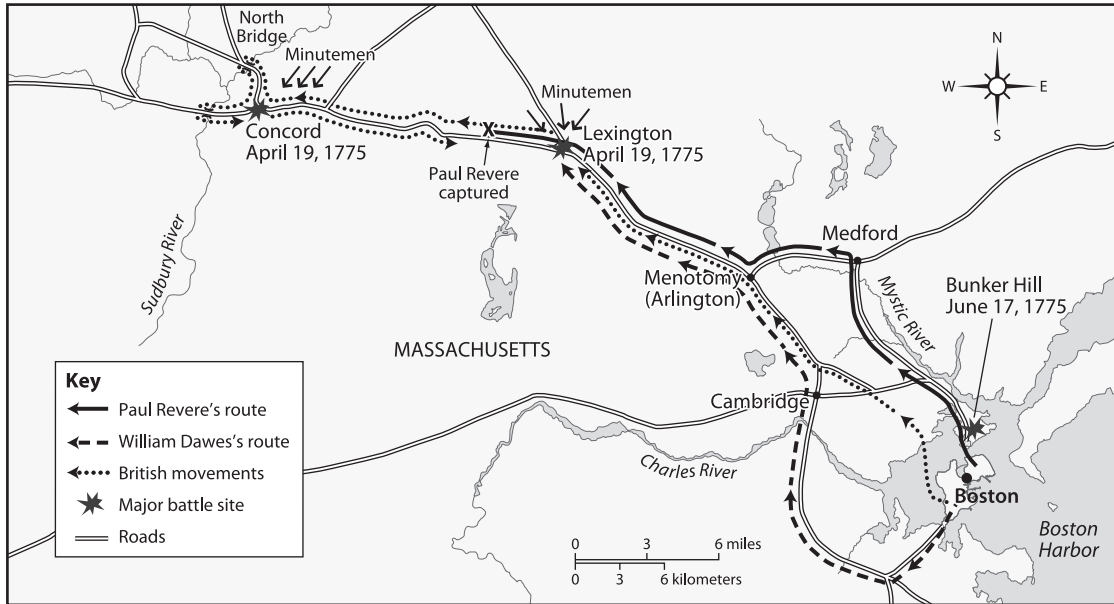 North
Bridge
Minutemen
Concord
April 19, 1775
Minutemen
Lexington
April 19, 1775
X
Paul Revere
captured
N
W
E
S
Medford
Menotomy
(Arlington)
Mystic River
Bunker Hill
June 17, 1775
Sudbury River
MASSACHUSETTS
Cambridge
Charles River
Boston
Boston
Harbor
Key
Paul Revere's route
William Dawes's route
British movements
Major battle site
Roads
0 3 6 miles
0 3 6 kilometers